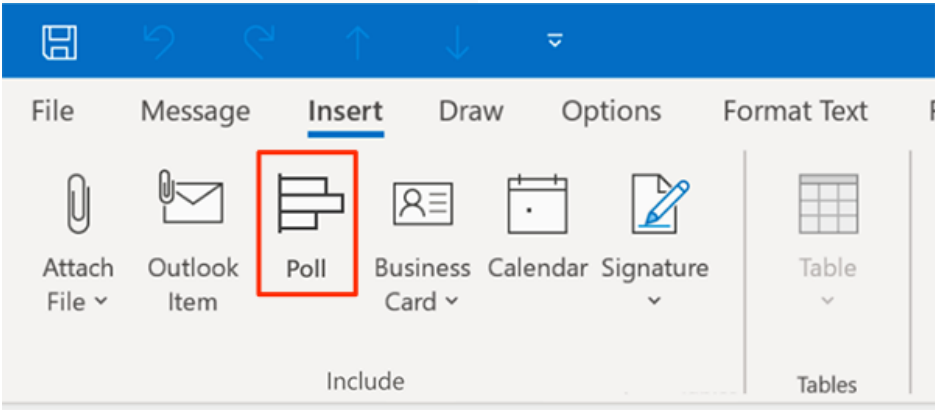 File Message Insert Draw Options Format Text
Attach Outlook Poll Business Calendar Signature Table
File Item Card
Include Tables